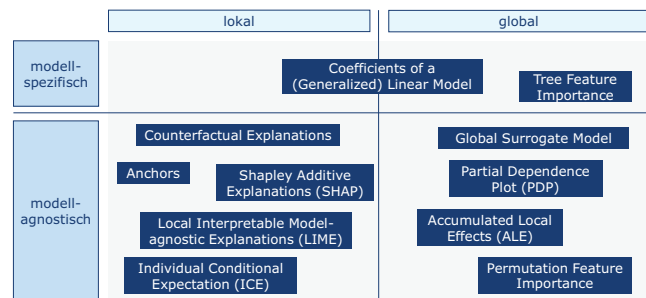 lokal
global
modell-
spezifisch
Coefficients of a
(Generalized) Linear Model
Tree Feature
Importance
modell-
agnostisch
Counterfactual Explanations
Anchors
Shapley Additive
Explanations (SHAP)
Local Interpretable Model-
agnostic Explanations (LIME)
Individual Conditional
Expectation (ICE)
Global Surrogate Model
Partial Dependence
Plot (PDP)
Accumulated Local
Effects (ALE)
Permutation Feature
Importance